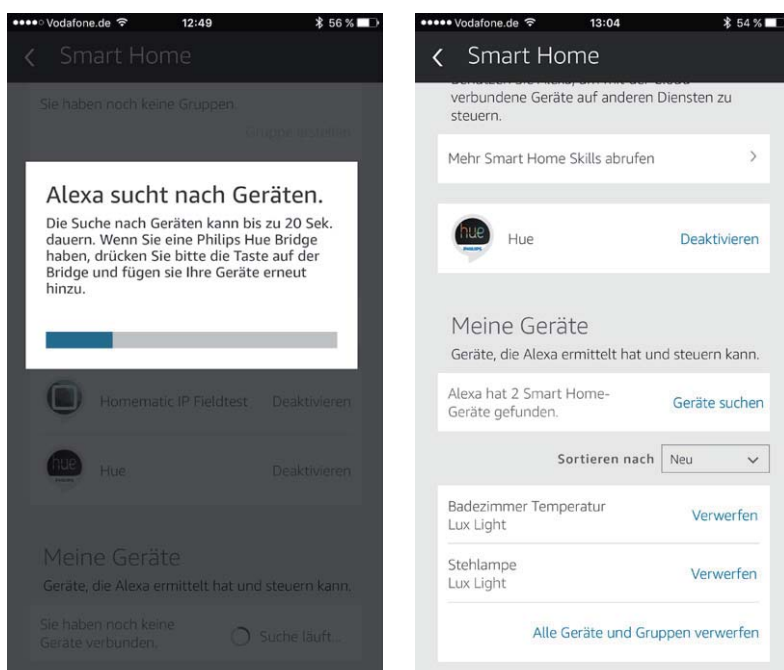 Vodafone.de 12:49 56 %
Smart Home
Sie haben noch keine Gruppen.
Gruppe erstellen
Alexa sucht nach Geräten.
Die Suche nach Geräten kann bis zu 20 Sek.
dauern. Wenn Sie eine Philips Hue Bridge
haben, drücken Sie bitte die Taste auf der
Bridge und fügen sie Ihre Geräte erneut
hinzu.
Homematic IP Fieldtest Deaktivieren
hue
Hue Deaktivieren
Meine Geräte
Geräte, die Alexa ermittelt hat und steuern kann.
Sie haben noch keine
Geräte verbunden.
Suche läuft...
Vodafone.de 13:04 54 %
Smart Home
verbundene Geräte auf anderen Diensten zu
steuern.
Mehr Smart Home Skills abrufen
hue
PHILIPS
Hue Deaktivieren
Meine Geräte
Geräte, die Alexa ermittelt hat und steuern kann.
Alexa hat 2 Smart Home-
Geräte gefunden.
Geräte suchen
Sortieren nach Neu
Badezimmer Temperatur
Lux Light
Verwerfen
Stehlampe
Lux Light
Verwerfen
Alle Geräte und Gruppen verwerfen